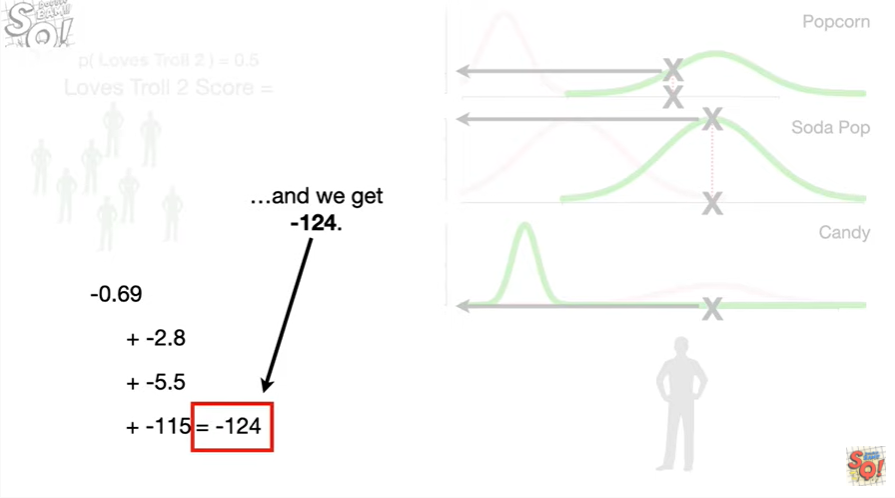 p( Loves Troll 2 ) = 0.5
Loves Troll 2 Score =
Popcorn
Soda Pop
Candy
...and we get
-124.
-0.69
+ -2.8
+ -5.5
+ -115 = -124
X
X
X
X
X